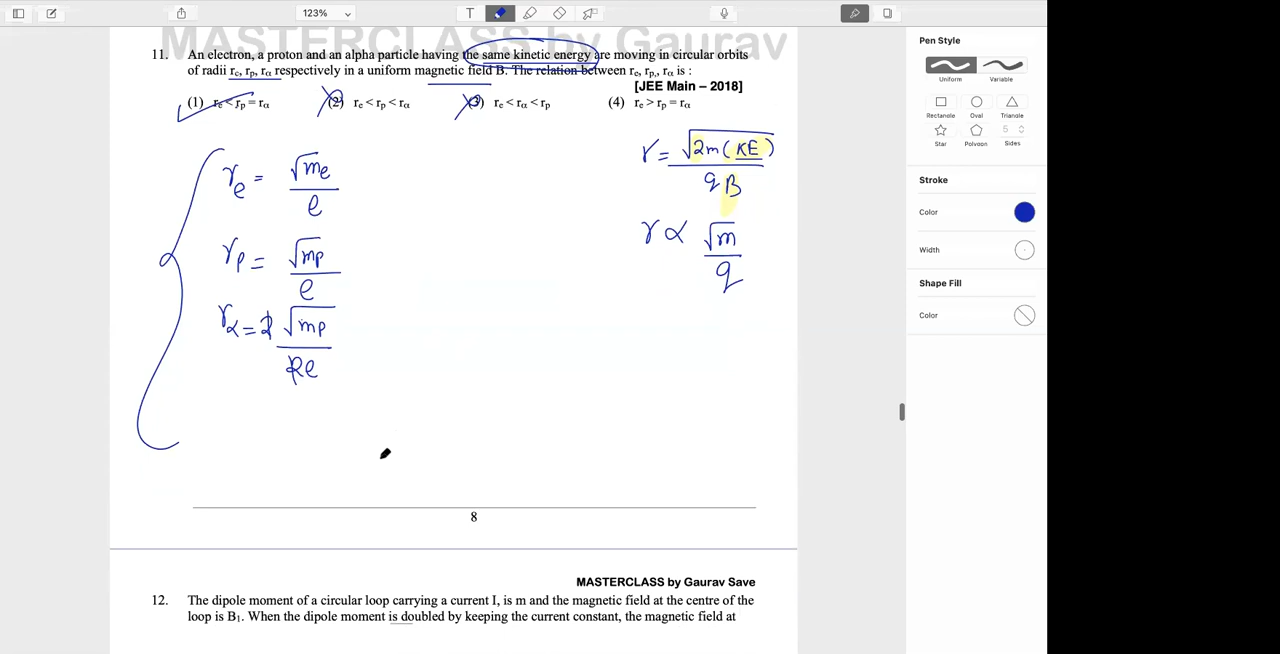 123%
T
MASTERCLASS by Gaurav
11. An electron, a proton and an alpha particle having the same kinetic energy are moving in circular orbits
of radii re, rp, rα respectively in a uniform magnetic field B. The relation between re, rp,, rα is :
[JEE Main – 2018]
(1) re < rp = rα (2) re < rp < rα (3) re < rα < rp (4) re > rp = rα
r = √2m(KE) / qB
r ∝ √m / q
re = √me / e
rp = √mp / e
rα = 2 √mp / 2e
8
MASTERCLASS by Gaurav Save
12. The dipole moment of a circular loop carrying a current I, is m and the magnetic field at the centre of the
loop is B1. When the dipole moment is doubled by keeping the current constant, the magnetic field at
Pen Style
Uniform Variable
Rectangle Oval Triangle
5
Star Polygon Sides
Stroke
Color
Width
Shape Fill
Color